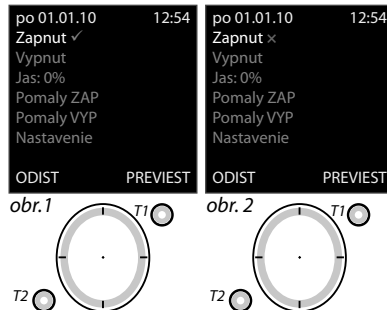 po 01.01.10 12:54
Zapnut ✓
Vypnut
Jas: 0%
Pomaly ZAP
Pomaly VYP
Nastavenie
ODIST PREVIEST
obr.1
T1
T2
po 01.01.10 12:54
Zapnut ×
Vypnut
Jas: 0%
Pomaly ZAP
Pomaly VYP
Nastavenie
ODIST PREVIEST
obr. 2
T1
T2